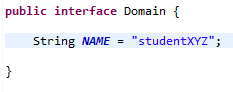 public interface Domain {
String NAME = "studentXYZ";
}